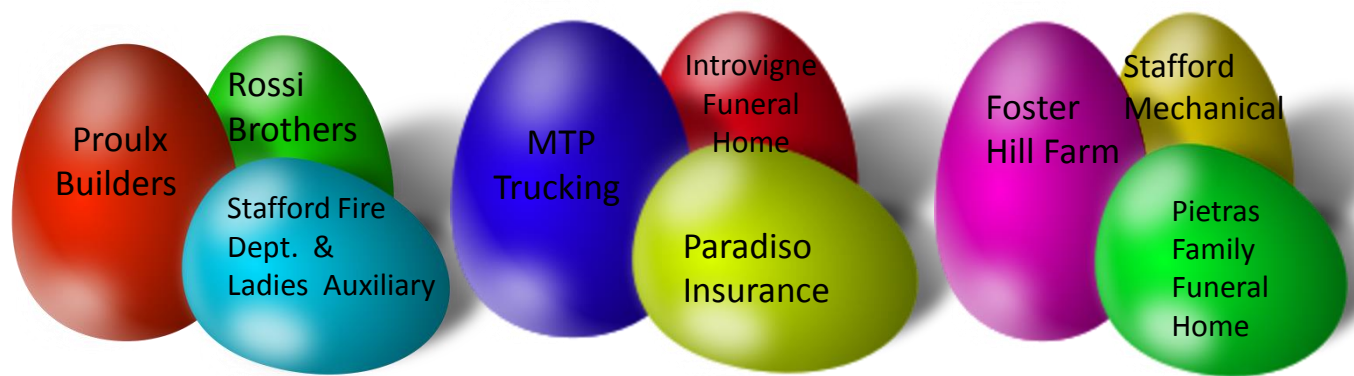 Proulx
Builders
Rossi
Brothers
Stafford Fire
Dept. &
Ladies Auxiliary
MTP
Trucking
Introvigne
Funeral
Home
Paradiso
Insurance
Foster
Hill Farm
Stafford
Mechanical
Pietras
Family
Funeral
Home